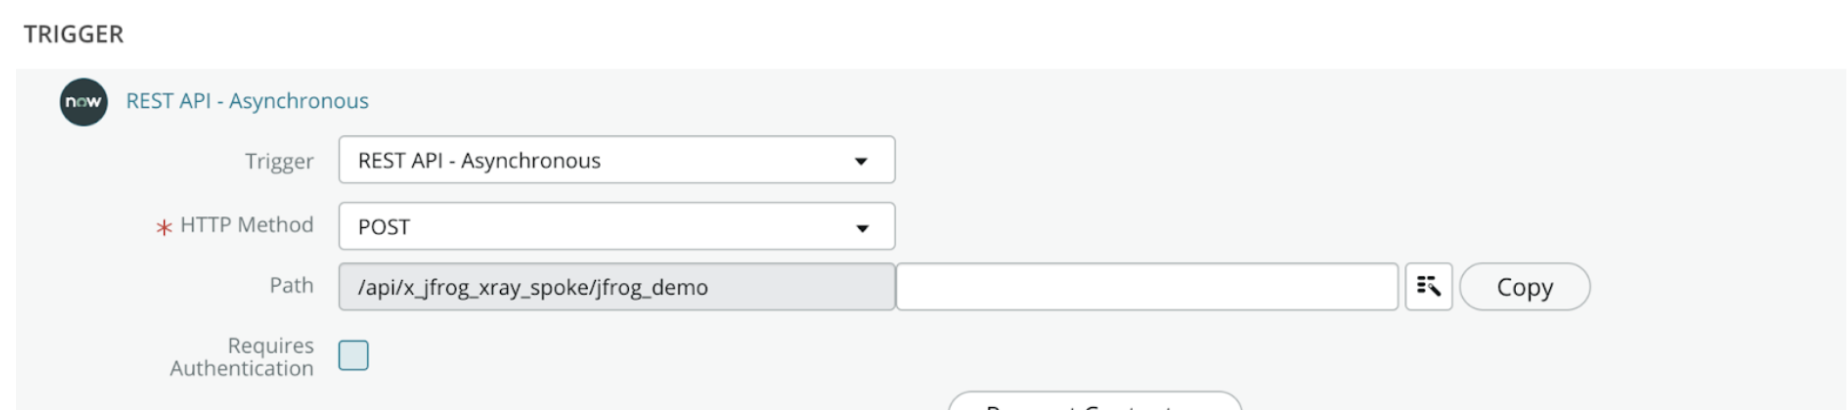 TRIGGER
now REST API - Asynchronous
Trigger REST API - Asynchronous
* HTTP Method POST
Path /api/x_jfrog_xray_spoke/jfrog_demo Copy
Requires
Authentication